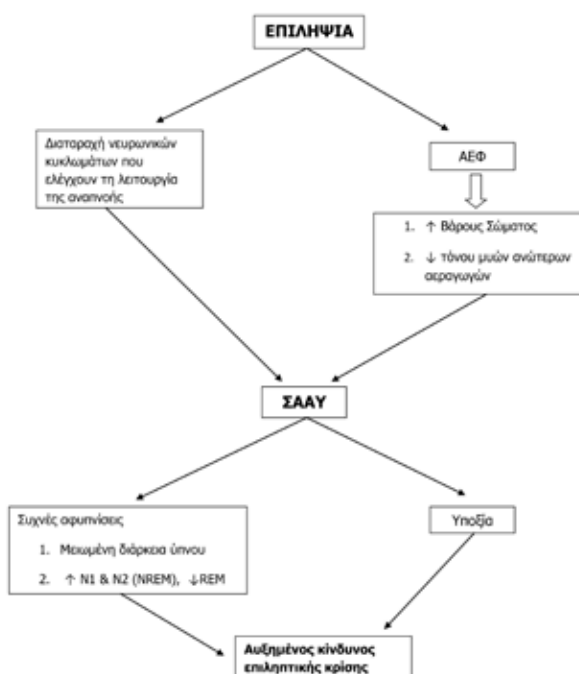 ΕΠΙΛΗΨΙΑ
Διαταραχή νευρωνικών
κυκλωμάτων που
ελέγχουν τη λειτουργία
της αναπνοής
ΑΕΦ
1. ↑ Βάρους Σώματος
2. ↓ τόνου μυών ανώτερων
αεραγωγών
ΣΑΑΥ
Συχνές αφυπνίσεις
1. Μειωμένη διάρκεια ύπνου
2. ↑ N1 & N2 (NREM), ↓REM
Υποξία
Αυξημένος κίνδυνος
επιληπτικής κρίσης